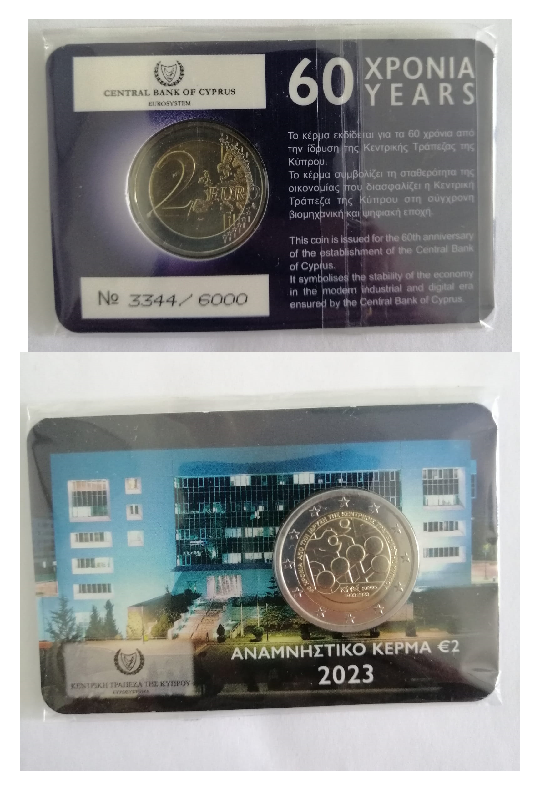 CENTRAL BANK OF CYPRUS
EUROSYSTEM
60 ΧΡΟΝΙΑ
YEARS
2 EURO
Το κέρμα εκδίδεται για τα 60 χρόνια από
την ίδρυση της Κεντρικής Τράπεζας της
Κύπρου.
Το κέρμα συμβολίζει τη σταθερότητα της
οικονομίας που διασφαλίζει η Κεντρική
Τράπεζα της Κύπρου στη σύγχρονη
βιομηχανική και ψηφιακή εποχή.
This coin is issued for the 60th anniversary
of the establishment of the Central Bank
of Cyprus.
It symbolises the stability of the economy
in the modern industrial and digital era
ensured by the Central Bank of Cyprus.
№ 3344/6000
ΑΝΑΜΝΗΣΤΙΚΟ ΚΕΡΜΑ €2
2023
ΚΕΝΤΡΙΚΗ ΤΡΑΠΕΖΑ ΤΗΣ ΚΥΠΡΟΥ